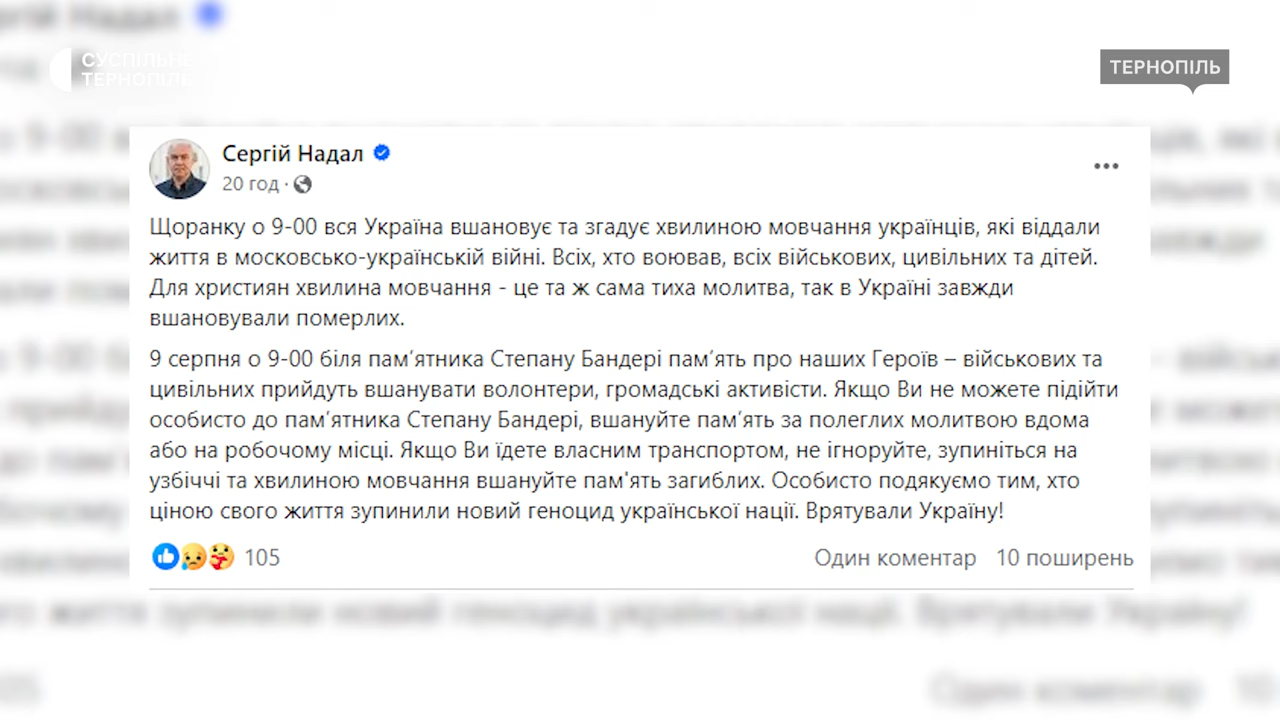 СУСПІЛЬНЕ
ТЕРНОПІЛЬ
ТЕРНОПІЛЬ
Сергій Надал
20 год ·
Щоранку о 9-00 вся Україна вшановує та згадує хвилиною мовчання українців, які віддали
життя в московсько-українській війні. Всіх, хто воював, всіх військових, цивільних та дітей.
Для християн хвилина мовчання - це та ж сама тиха молитва, так в Україні завжди
вшановували померлих.
9 серпня о 9-00 біля пам’ятника Степану Бандері пам’ять про наших Героїв – військових та
цивільних прийдуть вшанувати волонтери, громадські активісти. Якщо Ви не можете підійти
особисто до пам’ятника Степану Бандері, вшануйте пам’ять за полеглих молитвою вдома
або на робочому місці. Якщо Ви їдете власним транспортом, не ігноруйте, зупиніться на
узбіччі та хвилиною мовчання вшануйте пам'ять загиблих. Особисто подякуємо тим, хто
ціною свого життя зупинили новий геноцид української нації. Врятували Україну!
105
Один коментар 10 поширень